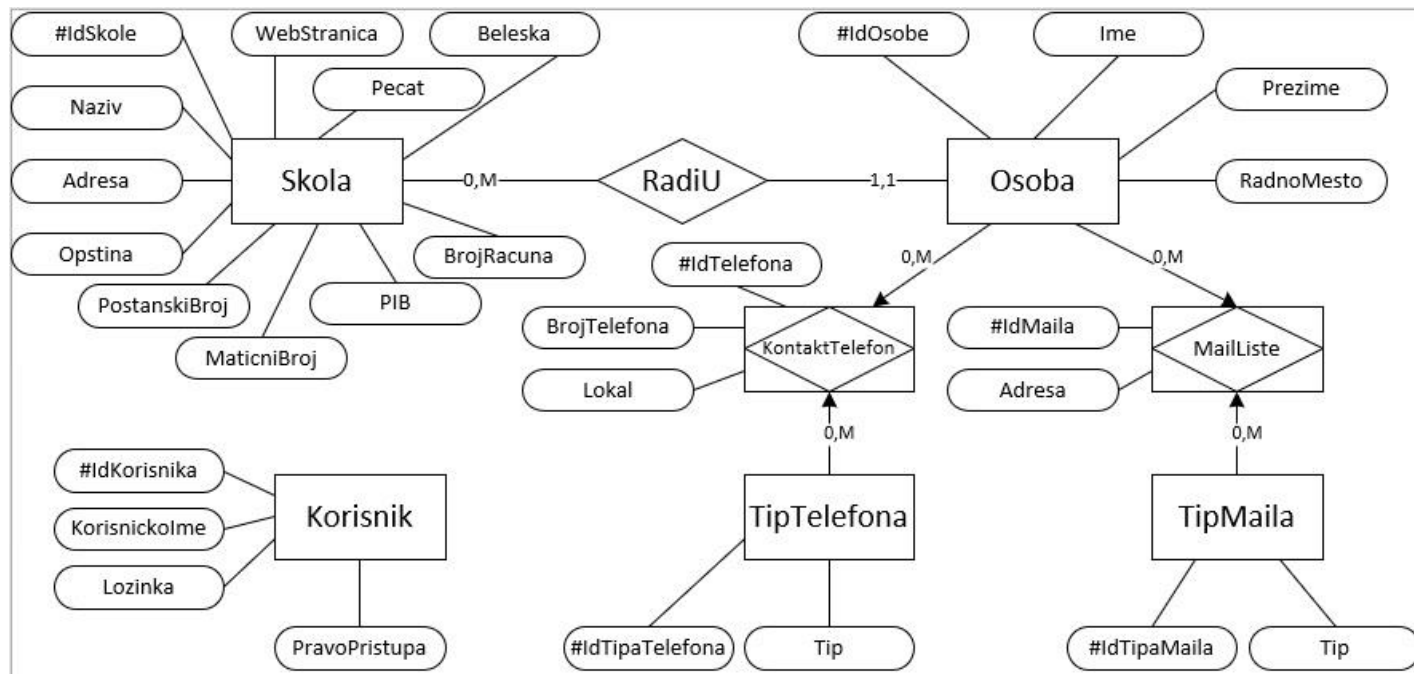 #IdSkole
WebStranica
Beleska
#IdOsobe
Ime
Pecat
Prezime
Naziv
Adresa
Skola
0,M
RadiU
1,1
Osoba
RadnoMesto
Opstina
BrojRacuna
#IdTelefona
0,M
0,M
PostanskiBroj
PIB
BrojTelefona
KontaktTelefon
#IdMaila
MailListe
MaticniBroj
Lokal
Adresa
0,M
0,M
#IdKorisnika
KorisnickoIme
Korisnik
TipTelefona
TipMaila
Lozinka
PravoPristupa
#IdTipaTelefona
Tip
#IdTipaMaila
Tip